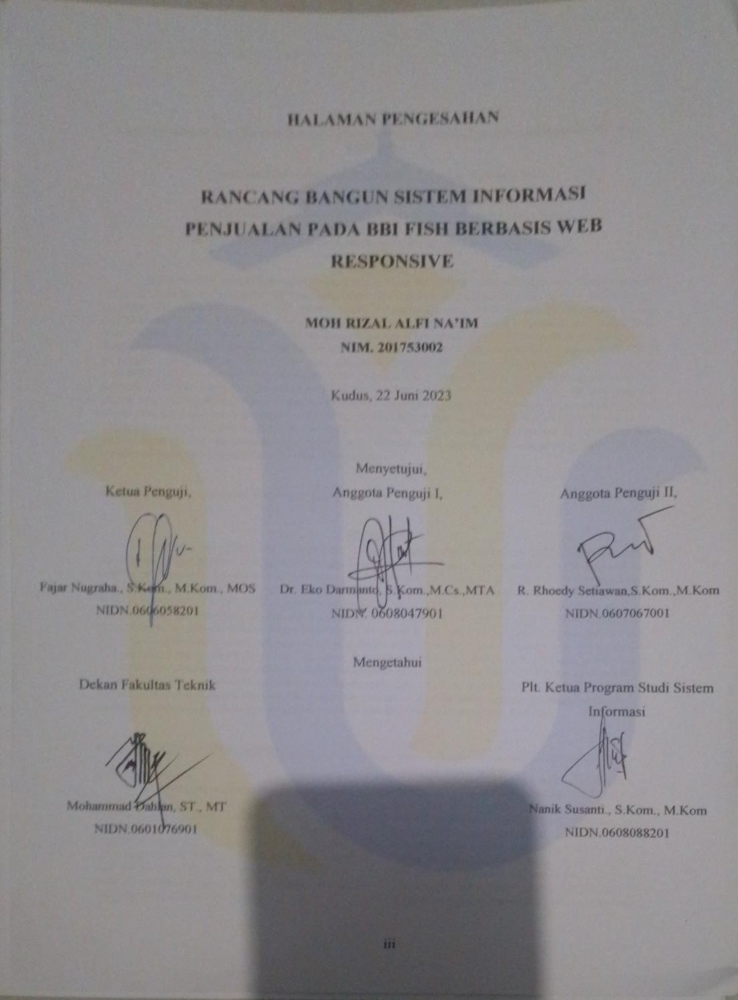 HALAMAN PENGESAHAN
RANCANG BANGUN SISTEM INFORMASI
PENJUALAN PADA BBI FISH BERBASIS WEB
RESPONSIVE
MOH RIZAL ALFI NA'IM
NIM. 201753002
Kudus, 22 Juni 2023
Menyetujui,
Ketua Penguji,
Anggota Penguji I,
Anggota Penguji II,
Fajar Nugraha., S.Kom., M.Kom., MOS
NIDN.0606058201
Dr. Eko Darmanto, S.Kom.,M.Cs.,MTA
NIDN. 0608047901
R. Rhoedy Setiawan,S.Kom.,M.Kom
NIDN.0607067001
Mengetahui
Dekan Fakultas Teknik
Plt. Ketua Program Studi Sistem
Informasi
Mohammad Dahlan, ST., MT
NIDN.0601076901
Nanik Susanti., S.Kom., M.Kom
NIDN.0608088201
iii